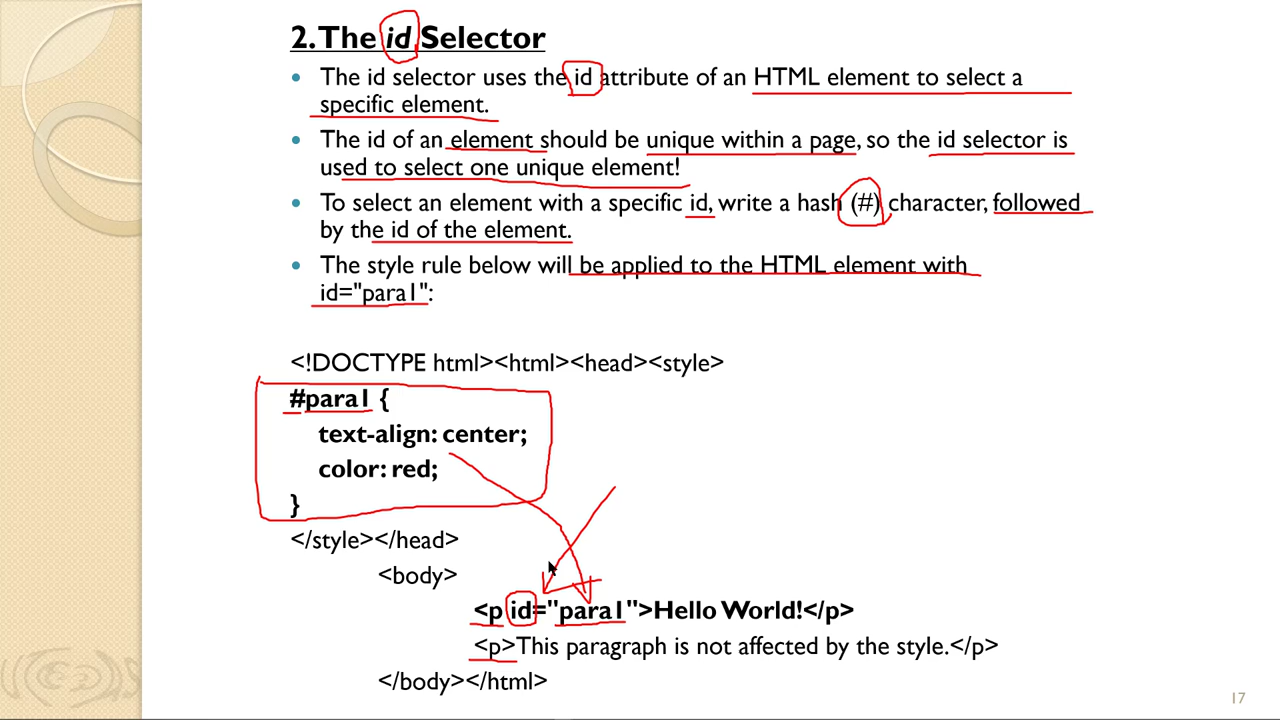 2. The id Selector
• The id selector uses the id attribute of an HTML element to select a
specific element.
• The id of an element should be unique within a page, so the id selector is
used to select one unique element!
• To select an element with a specific id, write a hash (#) character, followed
by the id of the element.
• The style rule below will be applied to the HTML element with
id="para1":
<!DOCTYPE html><html><head><style>
#para1 {
text-align: center;
color: red;
}
</style></head>
<body>
<p id="para1">Hello World!</p>
<p>This paragraph is not affected by the style.</p>
</body></html>
17